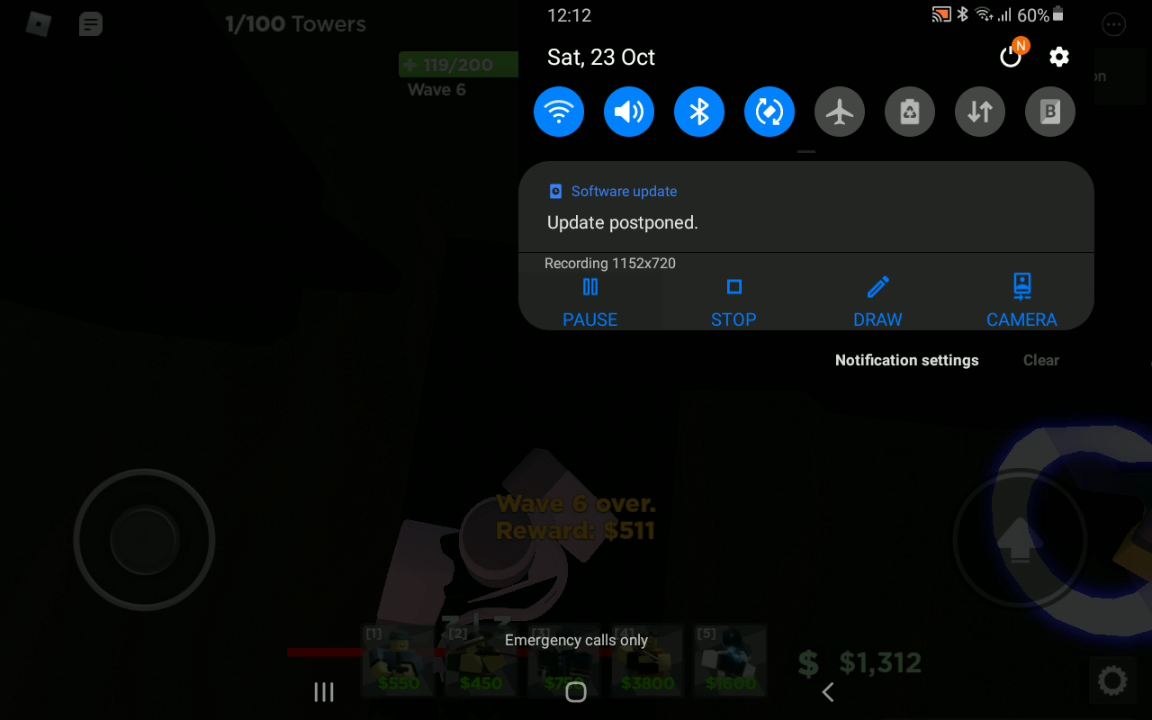 1/100 Towers
+ 119/200
Wave 6
12:12
60%
Sat, 23 Oct
N
B
Software update
Update postponed.
Recording 1152x720
PAUSE
STOP
DRAW
CAMERA
Notification settings
Clear
Wave 6 over.
Reward: $511
Emergency calls only
[1]
[2]
[5]
$550
$450
$3800
$1600
$ $1,312